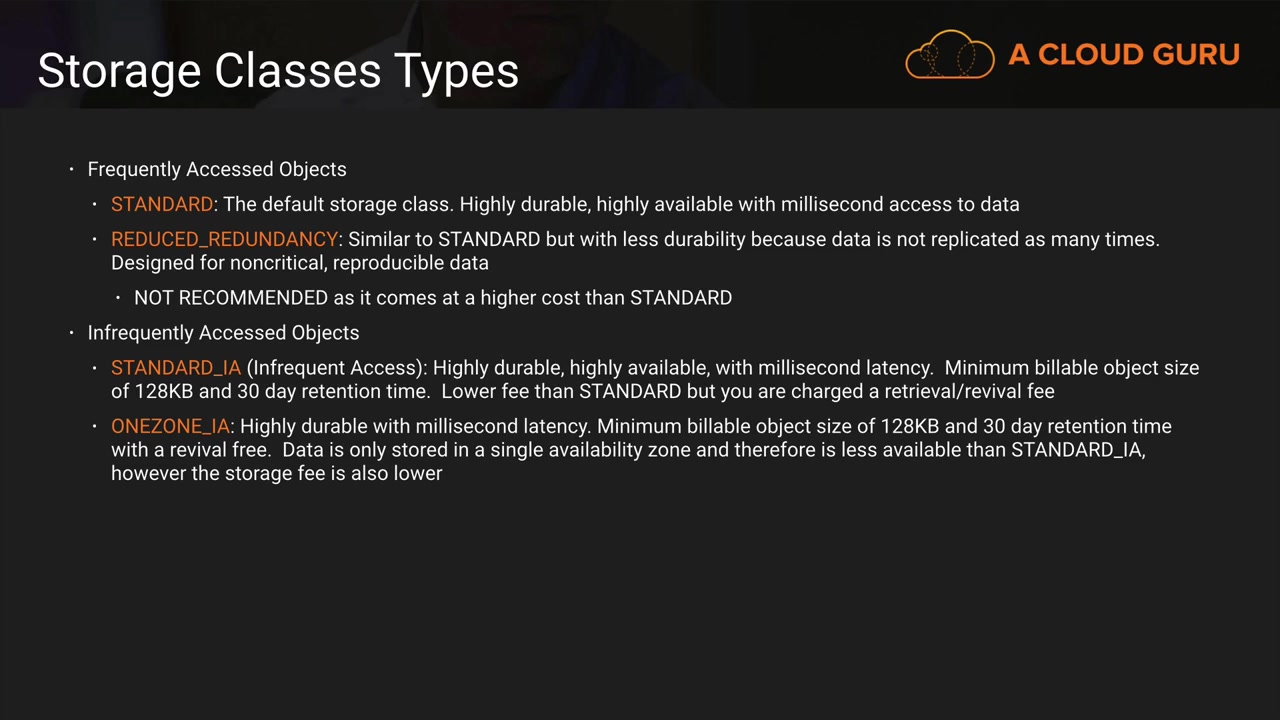 Storage Classes Types
A CLOUD GURU
· Frequently Accessed Objects
· STANDARD: The default storage class. Highly durable, highly available with millisecond access to data
· REDUCED_REDUNDANCY: Similar to STANDARD but with less durability because data is not replicated as many times.
Designed for noncritical, reproducible data
· NOT RECOMMENDED as it comes at a higher cost than STANDARD
· Infrequently Accessed Objects
· STANDARD_IA (Infrequent Access): Highly durable, highly available, with millisecond latency.  Minimum billable object size
of 128KB and 30 day retention time.  Lower fee than STANDARD but you are charged a retrieval/revival fee
· ONEZONE_IA: Highly durable with millisecond latency. Minimum billable object size of 128KB and 30 day retention time
with a revival free.  Data is only stored in a single availability zone and therefore is less available than STANDARD_IA,
however the storage fee is also lower